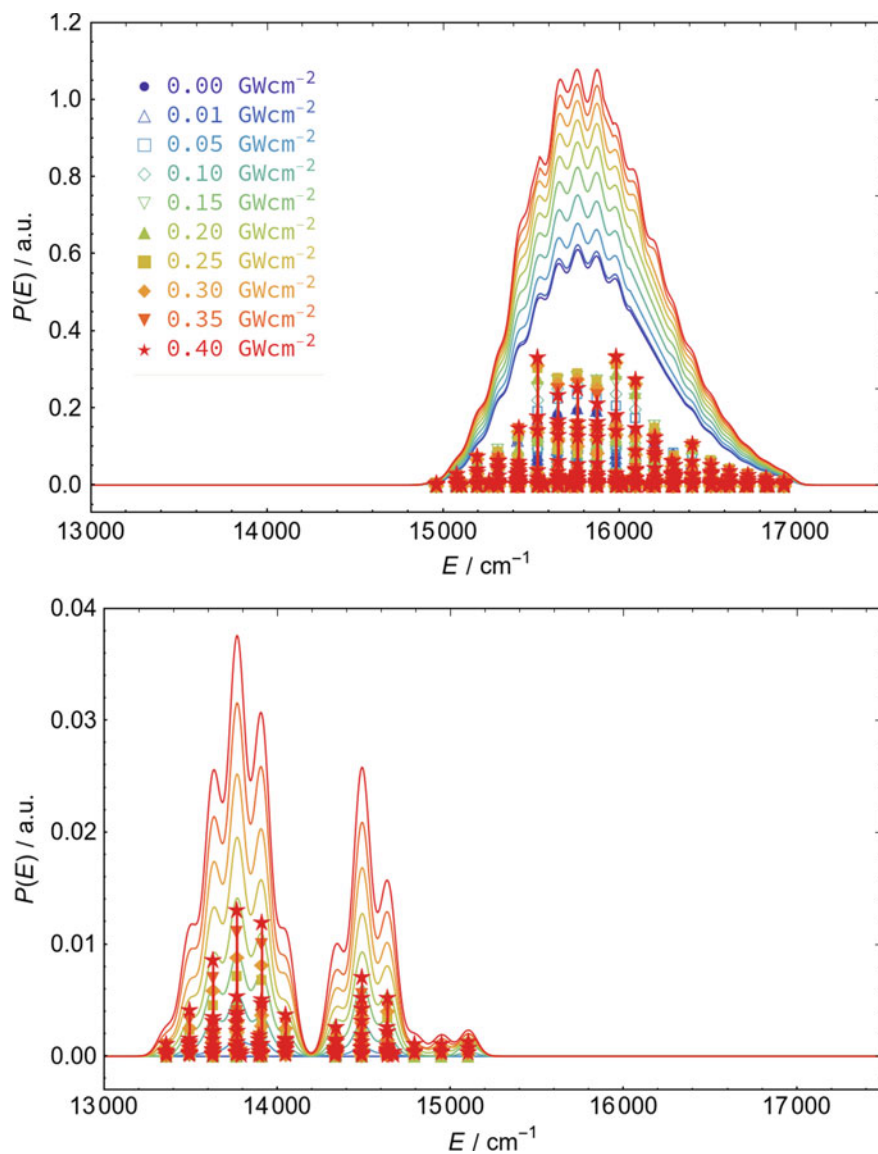 1.2
1.0
0.8
0.6
0.4
0.2
0.0
P(E) / a.u.
0.00 GWcm⁻²
0.01 GWcm⁻²
0.05 GWcm⁻²
0.10 GWcm⁻²
0.15 GWcm⁻²
0.20 GWcm⁻²
0.25 GWcm⁻²
0.30 GWcm⁻²
0.35 GWcm⁻²
0.40 GWcm⁻²
13000 14000 15000 16000 17000
E / cm⁻¹
0.04
0.03
0.02
0.01
0.00
P(E) / a.u.
13000 14000 15000 16000 17000
E / cm⁻¹